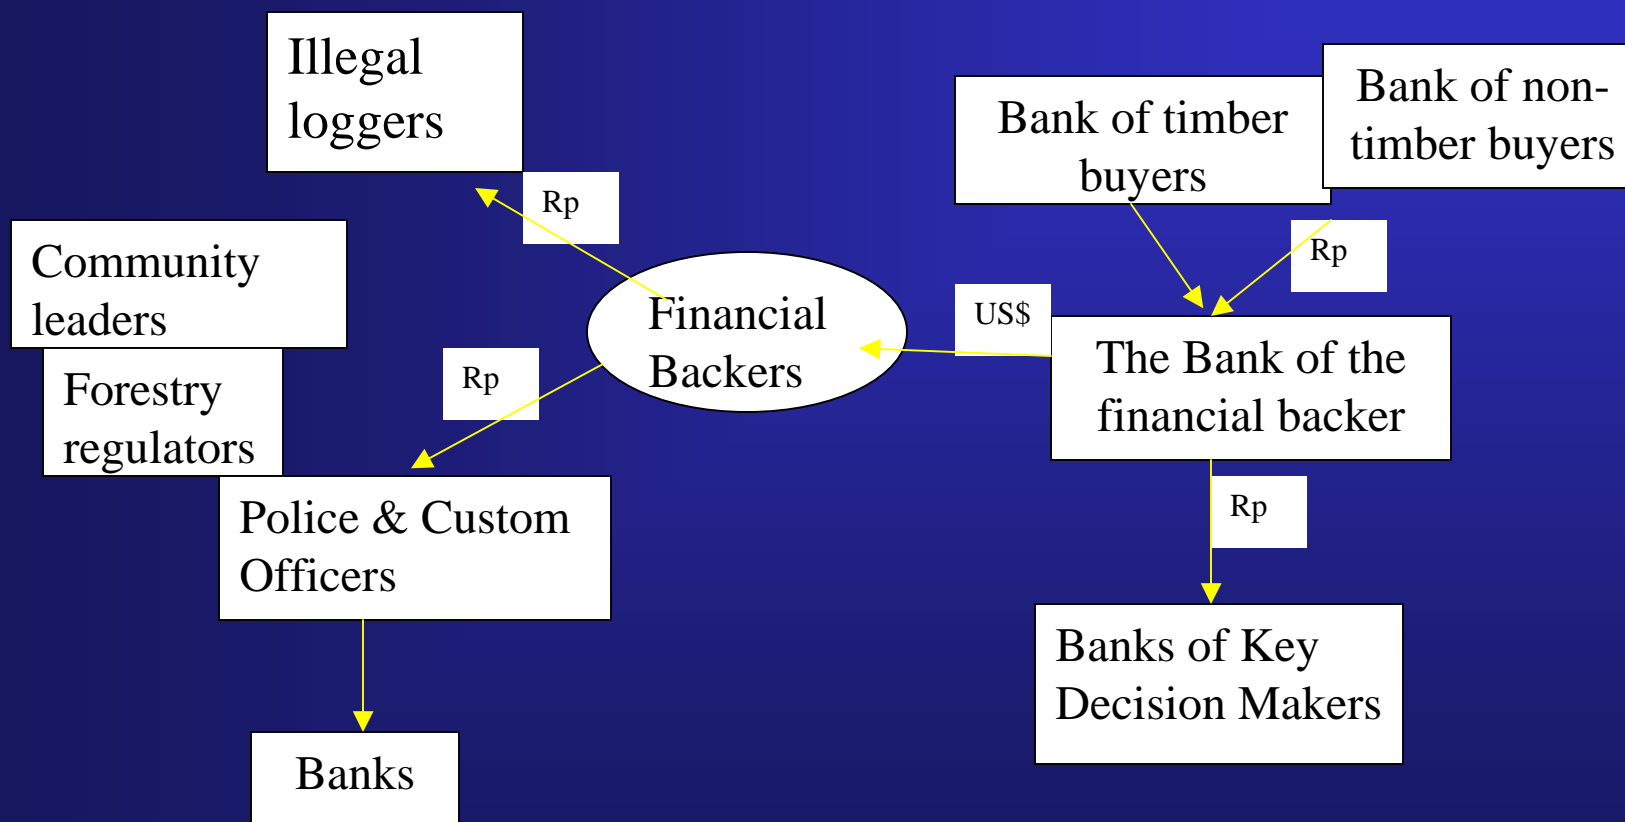 Illegal
loggers
Bank of timber
buyers
Bank of non-
timber buyers
Rp
Community
leaders
Rp
Financial
Backers
US$
The Bank of the
financial backer
Forestry
regulators
Rp
Police & Custom
Officers
Rp
Banks of Key
Decision Makers
Banks